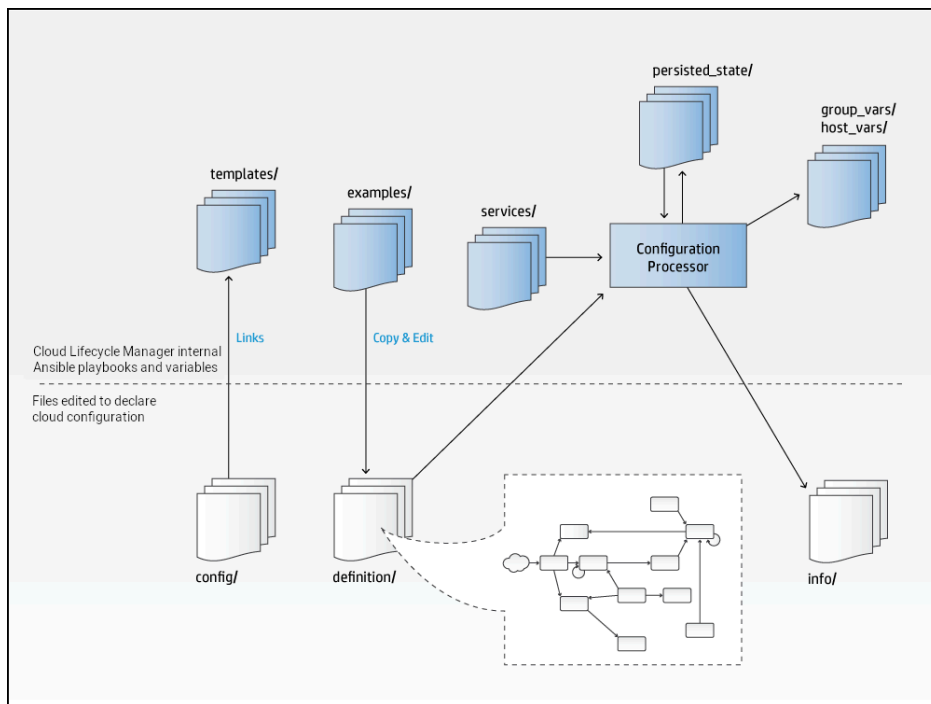 persisted_state/
group_vars/
host_vars/
templates/
examples/
services/
Configuration
Processor
Links
Copy & Edit
Cloud Lifecycle Manager internal
Ansible playbooks and variables
Files edited to declare
cloud configuration
config/
definition/
info/